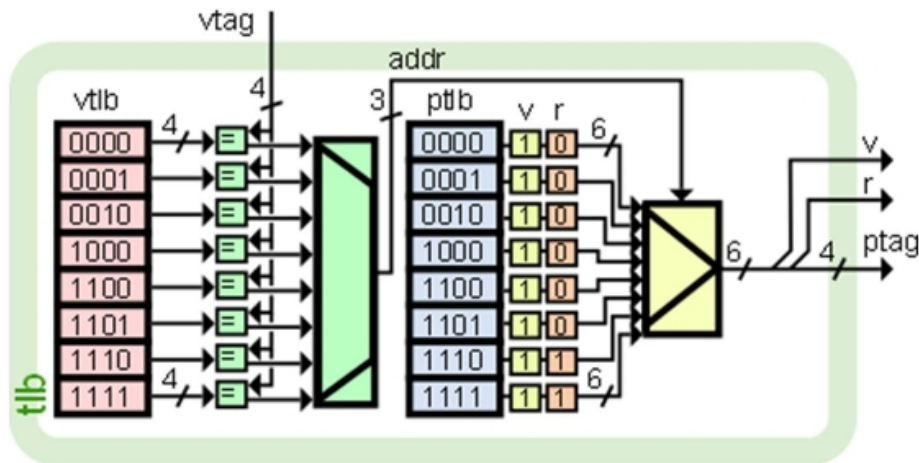 vtag
addr
vtlb 4 3 ptlb v r
0000 4 = 0000 1 0 6
0001 = 0001 1 0
0010 = 0010 1 0
1000 = 1000 1 0
1100 = 1100 1 0
1101 = 1101 1 0
1110 = 1110 1 1
1111 4 = 1111 1 1 6
6
v
r
ptag
4
tlb